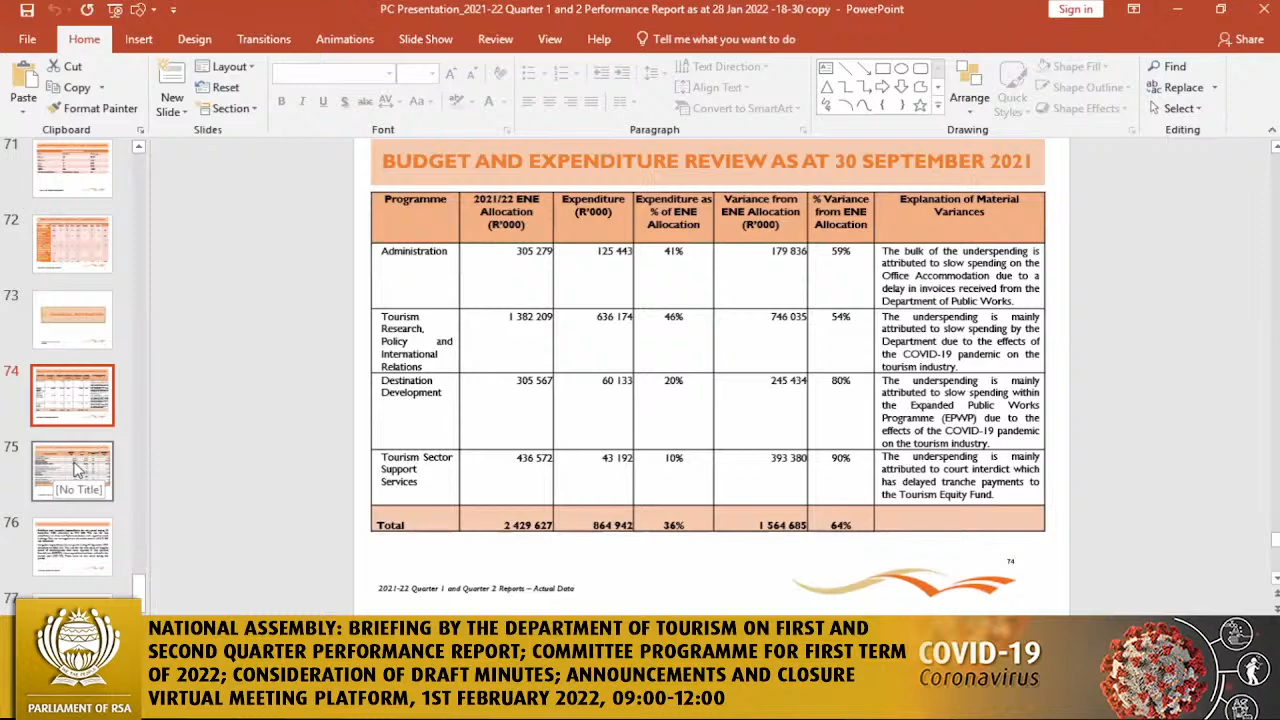 PC Presentation_2021-22 Quarter 1 and 2 Performance Report as at 28 Jan 2022 -18-30 copy - PowerPoint
Sign in
File Home Insert Design Transitions Animations Slide Show Review View Help Tell me what you want to do
Share
Paste
Cut
Copy
Format Painter
Clipboard
New
Slide
Layout
Reset
Section
Slides
B I U S abc AV Aa A
Font
Text Direction
Align Text
Convert to SmartArt
Paragraph
Arrange
Quick
Styles
Shape Fill
Shape Outline
Shape Effects
Drawing
Find
Replace
Select
Editing
71
72
73
74
75
[No Title]
76
77
BUDGET AND EXPENDITURE REVIEW AS AT 30 SEPTEMBER 2021
Programme 2021/22 ENE Expenditure Expenditure as Variance from % Variance Explanation of Material
Allocation (R'000) % of ENE ENE Allocation from ENE Variances
(R'000) Allocation (R'000) Allocation
Administration 305 279 125 443 41% 179 836 59% The bulk of the underspending is
attributed to slow spending on the
Office Accommodation due to a
delay in invoices received from the
Department of Public Works.
Tourism 1 382 209 636 174 46% 746 035 54% The underspending is mainly
Research, attributed to slow spending by the
Policy and Department due to the effects of
International the COVID-19 pandemic on the
Relations tourism industry.
Destination 305 567 60 133 20% 245 434 80% The underspending is mainly
Development attributed to slow spending within
the Expanded Public Works
Programme (EPWP) due to the
effects of the COVID-19 pandemic
on the tourism industry.
Tourism Sector 436 572 43 192 10% 393 380 90% The underspending is mainly
Support attributed to court interdict which
Services has delayed tranche payments to
the Tourism Equity Fund.
Total 2 429 627 864 942 36% 1 564 685 64%
74
2021-22 Quarter 1 and Quarter 2 Reports – Actual Data
PARLIAMENT OF RSA
NATIONAL ASSEMBLY: BRIEFING BY THE DEPARTMENT OF TOURISM ON FIRST AND
SECOND QUARTER PERFORMANCE REPORT; COMMITTEE PROGRAMME FOR FIRST TERM
OF 2022; CONSIDERATION OF DRAFT MINUTES; ANNOUNCEMENTS AND CLOSURE
VIRTUAL MEETING PLATFORM, 1ST FEBRUARY 2022, 09:00-12:00
COVID-19
Coronavirus